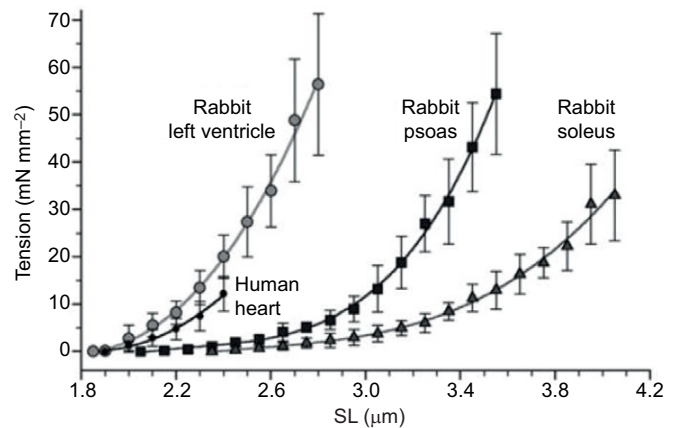 70
60
50
40
30
20
10
0
Tension (mN mm−2)
Rabbit
left ventricle
Rabbit
psoas
Rabbit
soleus
Human
heart
1.8 2.2 2.6 3.0 3.4 3.8 4.2
SL (μm)